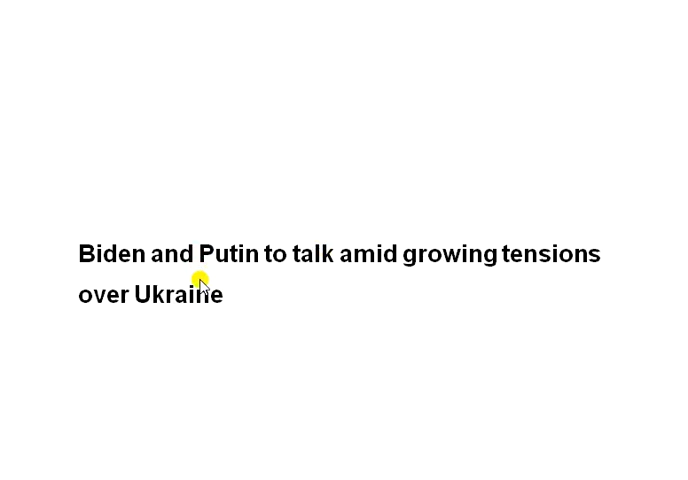 Biden and Putin to talk amid growing tensions
over Ukraine